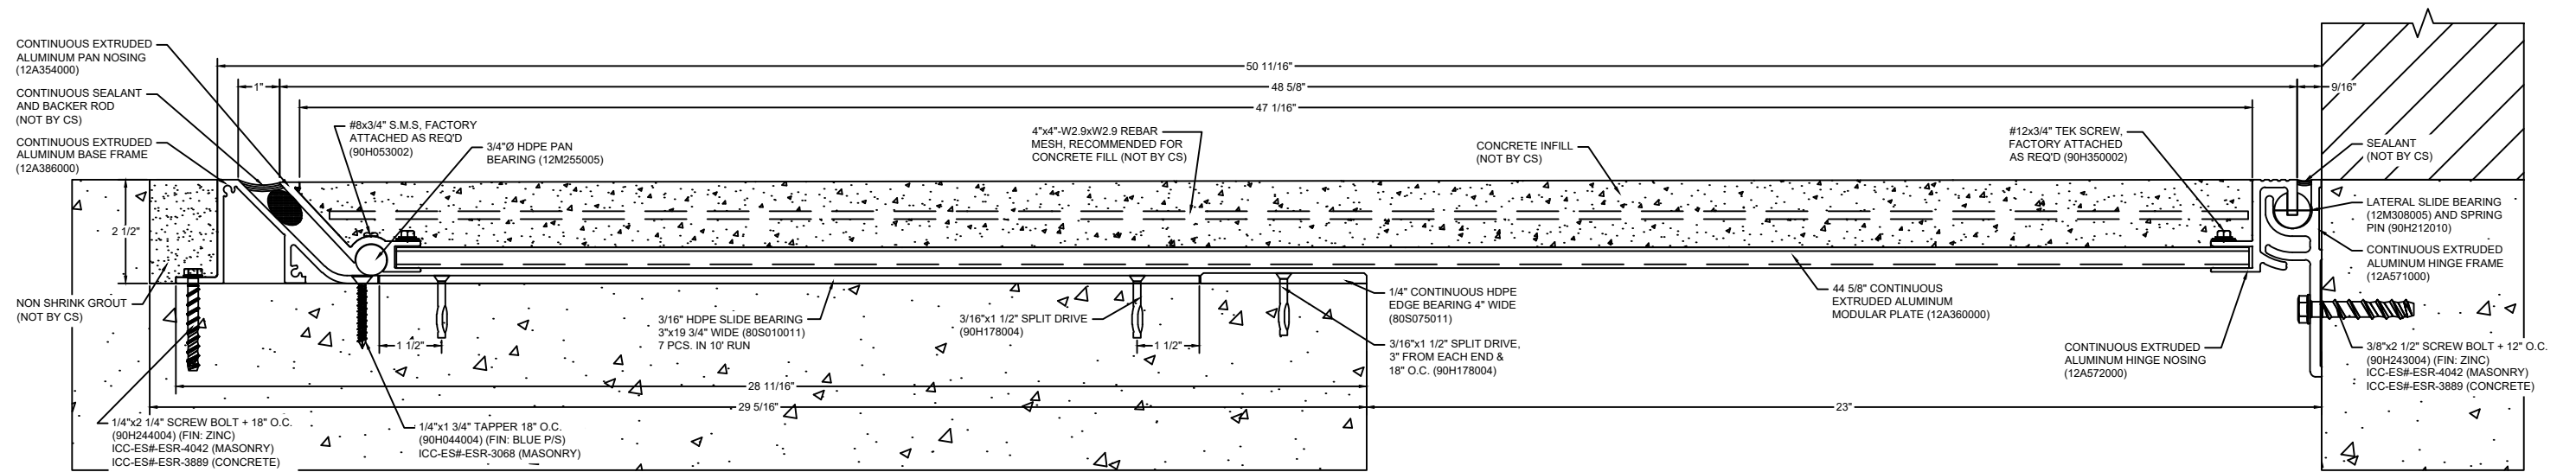 CONTINUOUS EXTRUDED
ALUMINUM PAN NOSING
(12A354000)
CONTINUOUS SEALANT
AND BACKER ROD
(NOT BY CS)
CONTINUOUS EXTRUDED
ALUMINUM BASE FRAME
(12A386000)
50 11/16"
1"
48 5/8"
9/16"
47 1/16"
#8x3/4" S.M.S, FACTORY
ATTACHED AS REQ'D
(90H053002)
3/4"Ø HDPE PAN
BEARING (12M255005)
4"x4"-W2.9xW2.9 REBAR
MESH, RECOMMENDED FOR
CONCRETE FILL (NOT BY CS)
CONCRETE INFILL
(NOT BY CS)
#12x3/4" TEK SCREW,
FACTORY ATTACHED
AS REQ'D (90H350002)
SEALANT
(NOT BY CS)
2 1/2"
LATERAL SLIDE BEARING
(12M308005) AND SPRING
PIN (90H212010)
CONTINUOUS EXTRUDED
ALUMINUM HINGE FRAME
(12A571000)
NON SHRINK GROUT
(NOT BY CS)
3/16" HDPE SLIDE BEARING
3"x19 3/4" WIDE (80S010011)
7 PCS. IN 10' RUN
3/16"x1 1/2" SPLIT DRIVE
(90H178004)
1/4" CONTINUOUS HDPE
EDGE BEARING 4" WIDE
(80S075011)
44 5/8" CONTINUOUS
EXTRUDED ALUMINUM
MODULAR PLATE (12A360000)
1 1/2"
1 1/2"
3/16"x1 1/2" SPLIT DRIVE,
3" FROM EACH END &
18" O.C. (90H178004)
CONTINUOUS EXTRUDED
ALUMINUM HINGE NOSING
(12A572000)
3/8"x2 1/2" SCREW BOLT + 12" O.C.
(90H243004) (FIN: ZINC)
ICC-ES#-ESR-4042 (MASONRY)
ICC-ES#-ESR-3889 (CONCRETE)
28 11/16"
29 5/16"
23"
1/4"x2 1/4" SCREW BOLT + 18" O.C.
(90H244004) (FIN: ZINC)
ICC-ES#-ESR-4042 (MASONRY)
ICC-ES#-ESR-3889 (CONCRETE)
1/4"x1 3/4" TAPPER 18" O.C.
(90H044004) (FIN: BLUE P/S)
ICC-ES#-ESR-3068 (MASONRY)